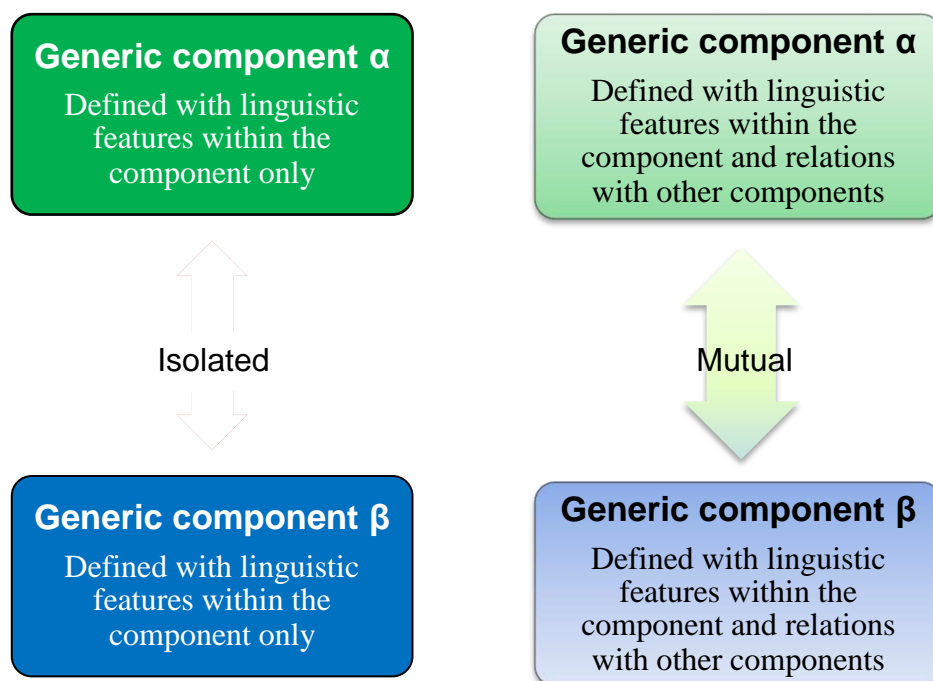 Generic component α
Defined with linguistic
features within the
component only
Isolated
Generic component β
Defined with linguistic
features within the
component only
Generic component α
Defined with linguistic
features within the
component and relations
with other components
Mutual
Generic component β
Defined with linguistic
features within the
component and relations
with other components